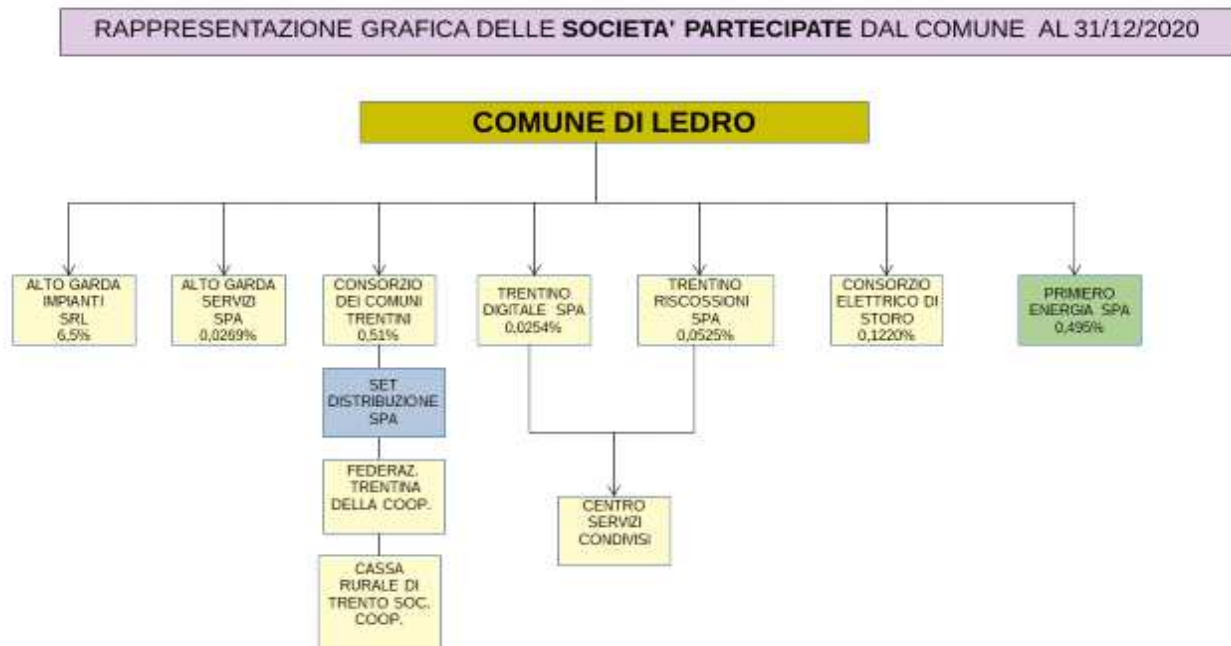 RAPPRESENTAZIONE GRAFICA DELLE SOCIETA' PARTECIPATE DAL COMUNE AL 31/12/2020
COMUNE DI LEDRO
ALTO GARDA
IMPIANTI
SRL
6,5%
ALTO GARDA
SERVIZI
SPA
0,0269%
CONSORZIO
DEI COMUNI
TRENTINI
0,51%
TRENTINO
DIGITALE SPA
0,0254%
TRENTINO
RISCOSSIONI
SPA
0,0525%
CONSORZIO
ELETTRICO DI
STORO
0,1220%
PRIMIERO
ENERGIA SPA
0,495%
SET
DISTRIBUZIONE
SPA
FEDERAZ.
TRENTINA
DELLA COOP.
CENTRO
SERVIZI
CONDIVISI
CASSA
RURALE DI
TRENTO SOC.
COOP.